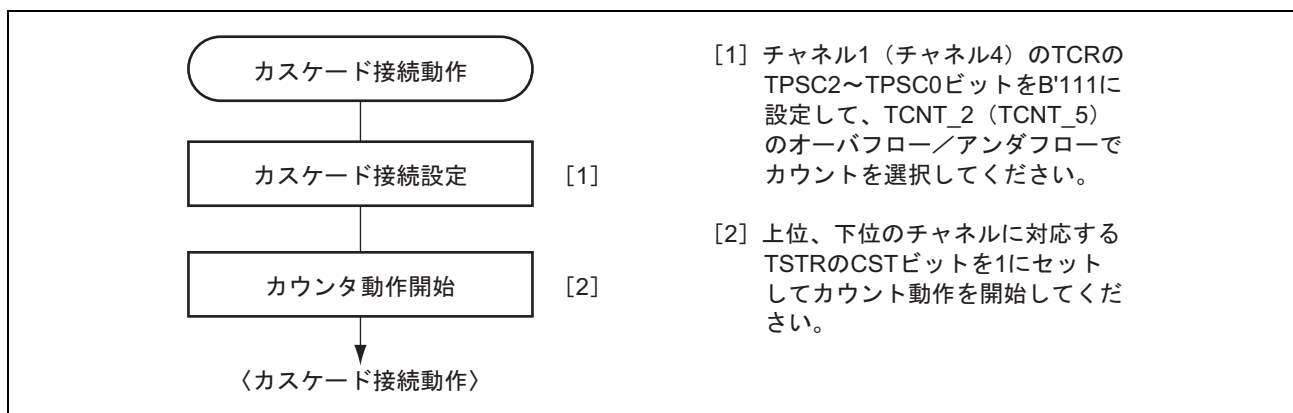 カスケード接続動作
カスケード接続設定
[1]
カウンタ動作開始
[2]
〈カスケード接続動作〉
[1] チャネル1（チャネル4）のTCRの
TPSC2～TPSC0ビットをB'111に
設定して、TCNT_2（TCNT_5）
のオーバフロー／アンダフローで
カウントを選択してください。
[2] 上位、下位のチャネルに対応する
TSTRのCSTビットを1にセット
してカウント動作を開始してくだ
さい。